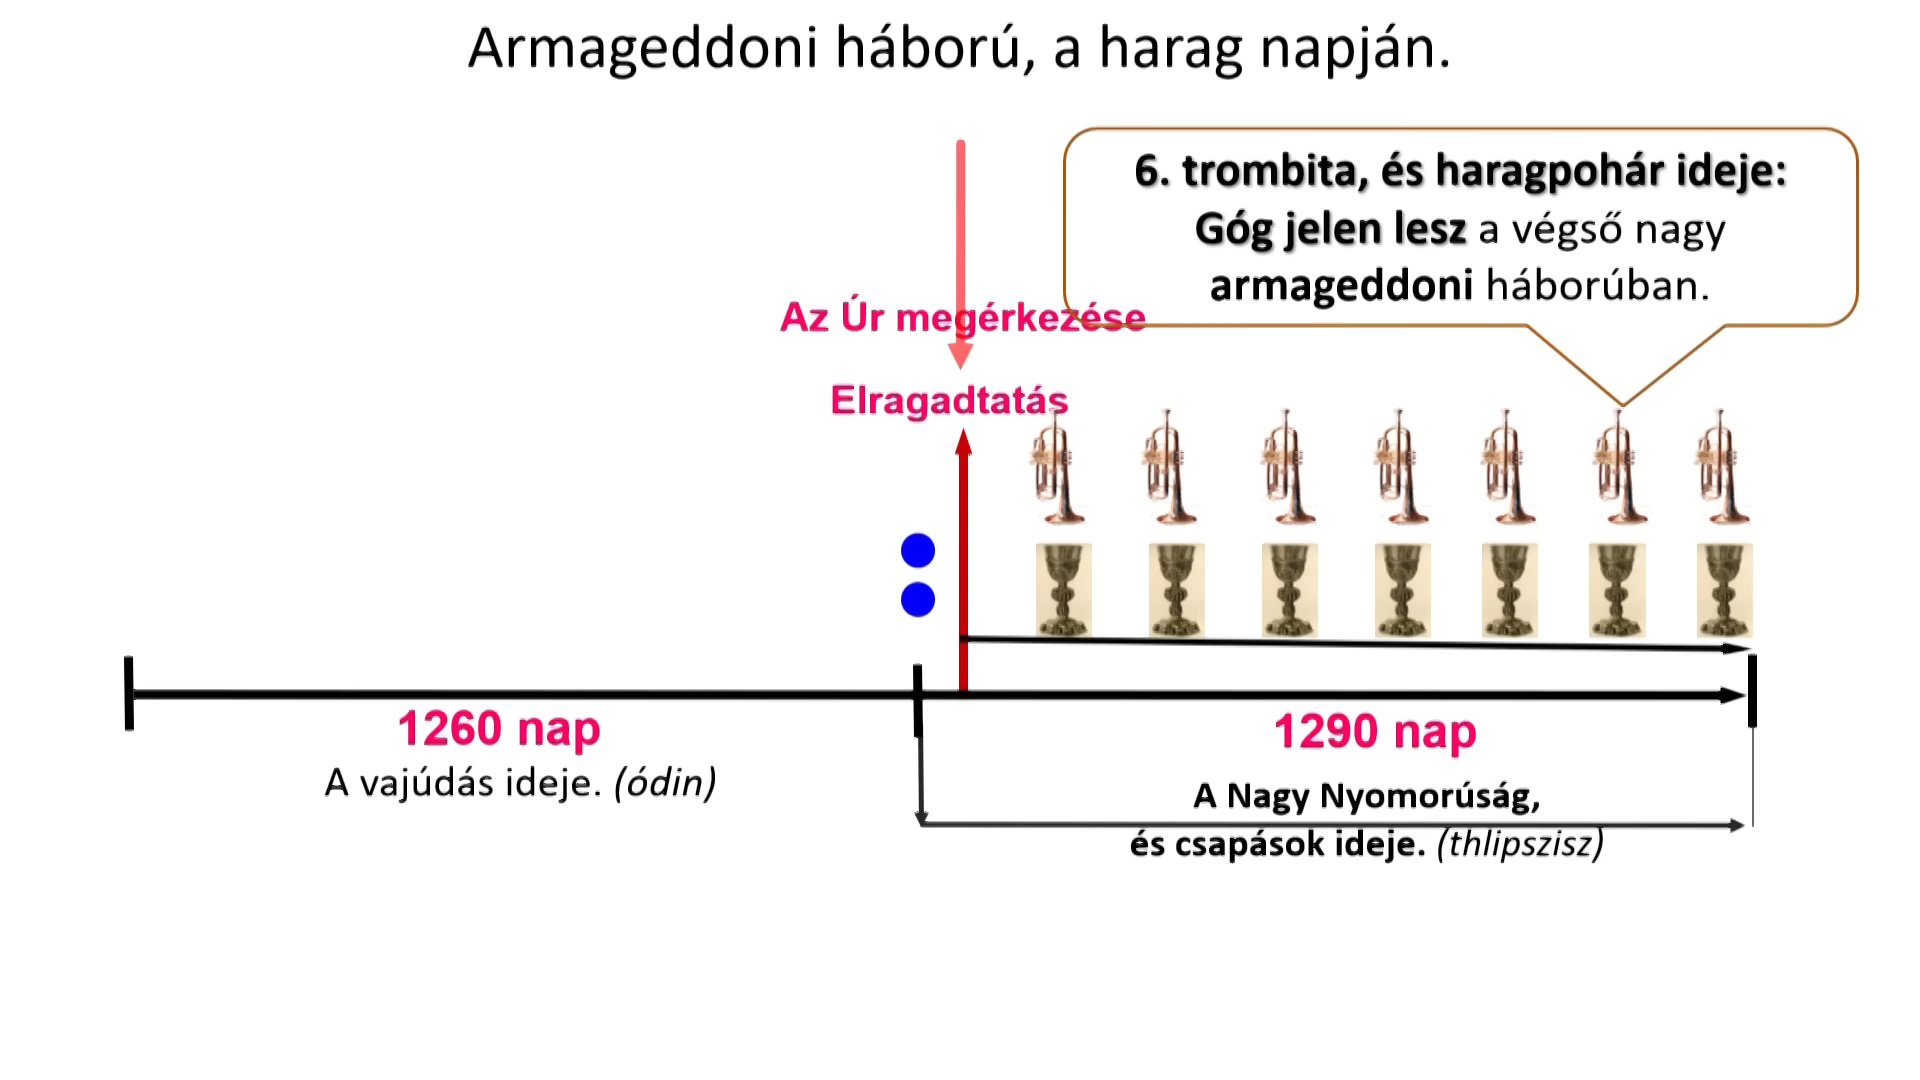 Armageddoni háború, a harag napján.
6. trombita, és haragpohár ideje:
Góg jelen lesz a végső nagy
armageddoni háborúban.
Az Úr megérkezése
Elragadtatás
1260 nap
A vajúdás ideje. (ódin)
1290 nap
A Nagy Nyomorúság,
és csapások ideje. (thlipszisz)